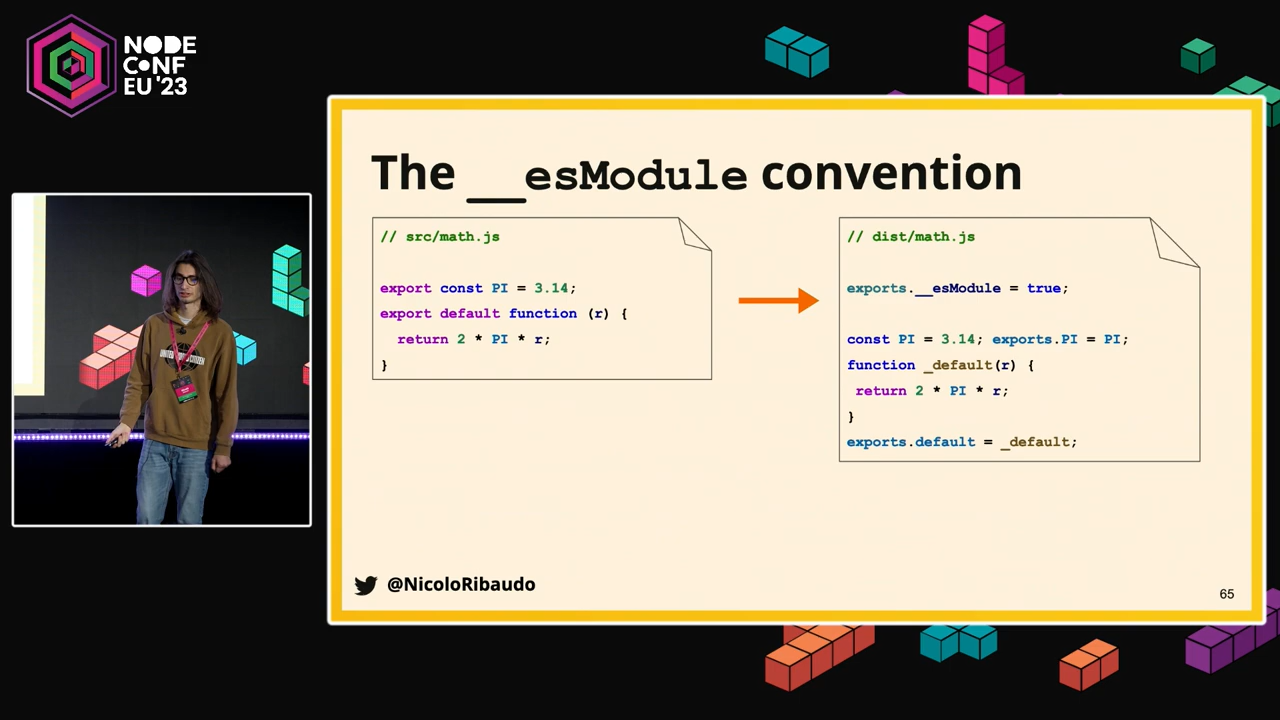 NODE
CONF
EU '23
The __esModule convention
// src/math.js
export const PI = 3.14;
export default function (r) {
return 2 * PI * r;
}
// dist/math.js
exports.__esModule = true;
const PI = 3.14; exports.PI = PI;
function _default(r) {
return 2 * PI * r;
}
exports.default = _default;
@NicoloRibaudo
65